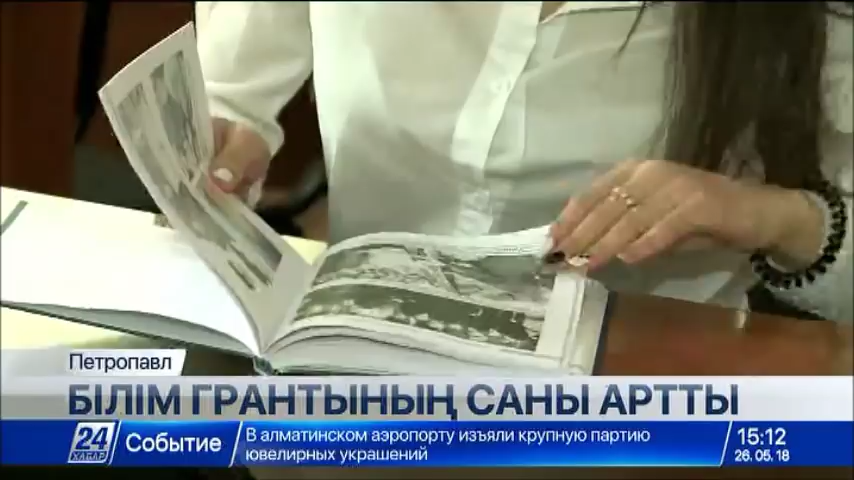 Петропавл
БІЛІМ ГРАНТЫНЫҢ САНЫ АРТТЫ
24
ХАБАР
Событие
В алматинском аэропорту изъяли крупную партию
ювелирных украшений
15:12
26.05.18